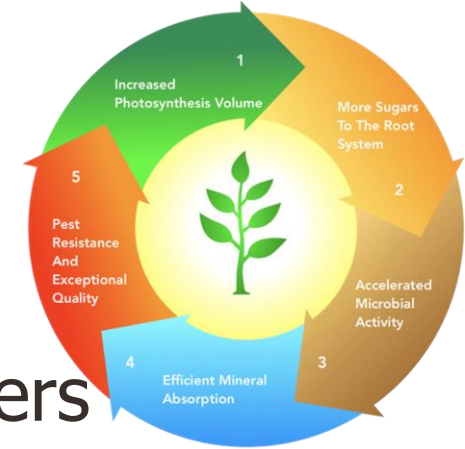 1
Increased
Photosynthesis Volume
More Sugars
To The Root
System
2
Accelerated
Microbial
Activity
3
4
Efficient Mineral
Absorption
5
Pest
Resistance
And
Exceptional
Quality
ers